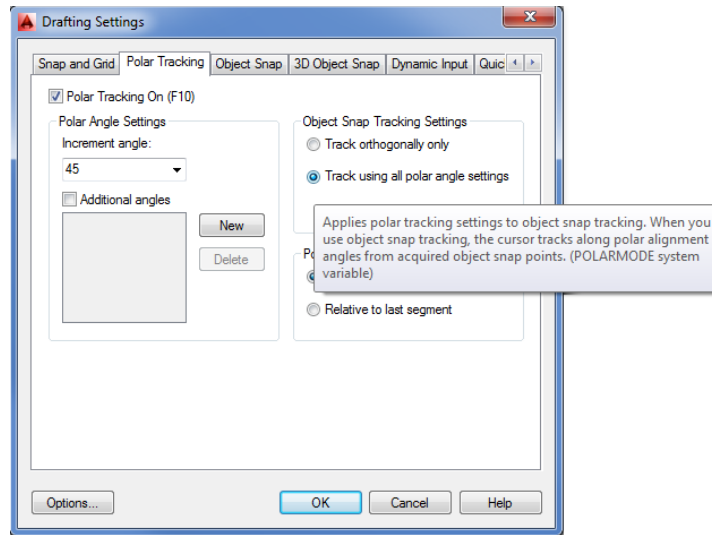 Drafting Settings
Snap and Grid Polar Tracking Object Snap 3D Object Snap Dynamic Input Quic
Polar Tracking On (F10)
Polar Angle Settings
Increment angle:
45
Additional angles
New
Delete
Object Snap Tracking Settings
Track orthogonally only
Track using all polar angle settings
Applies polar tracking settings to object snap tracking. When you
use object snap tracking, the cursor tracks along polar alignment
angles from acquired object snap points. (POLARMODE system
variable)
Relative to last segment
Options...
OK
Cancel
Help